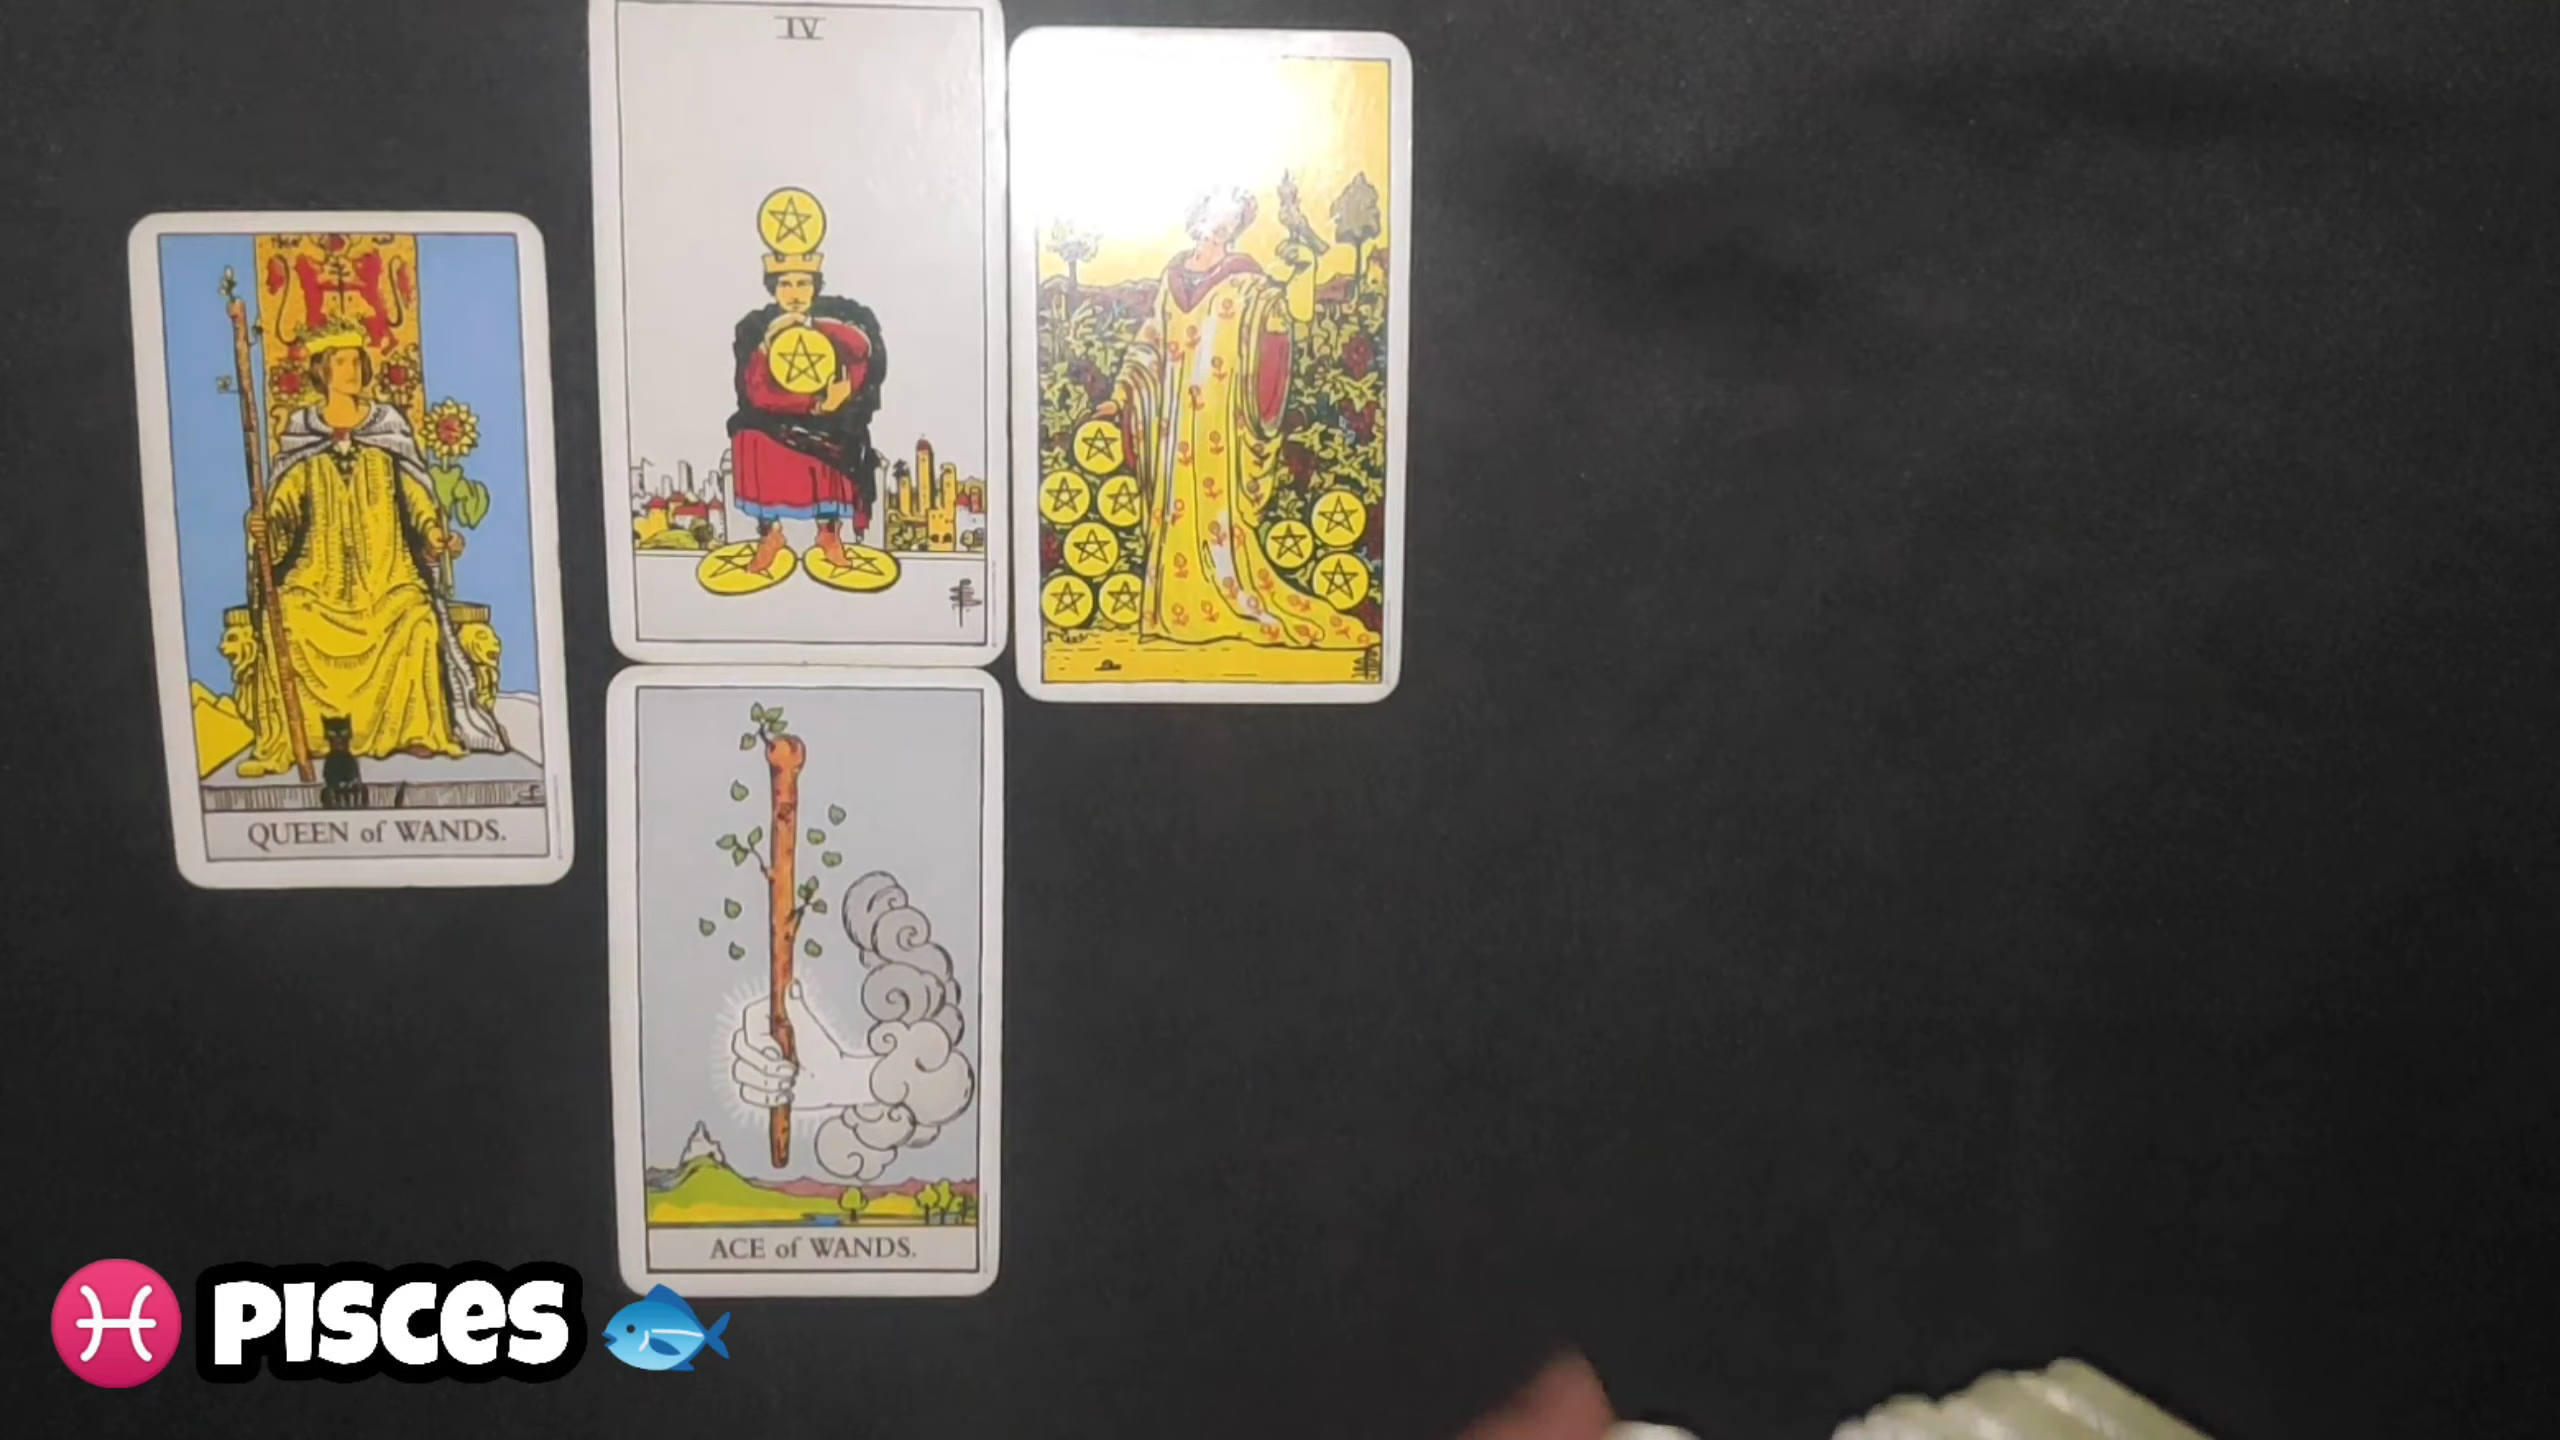 IV
QUEEN of WANDS.
ACE of WANDS.
PISCES